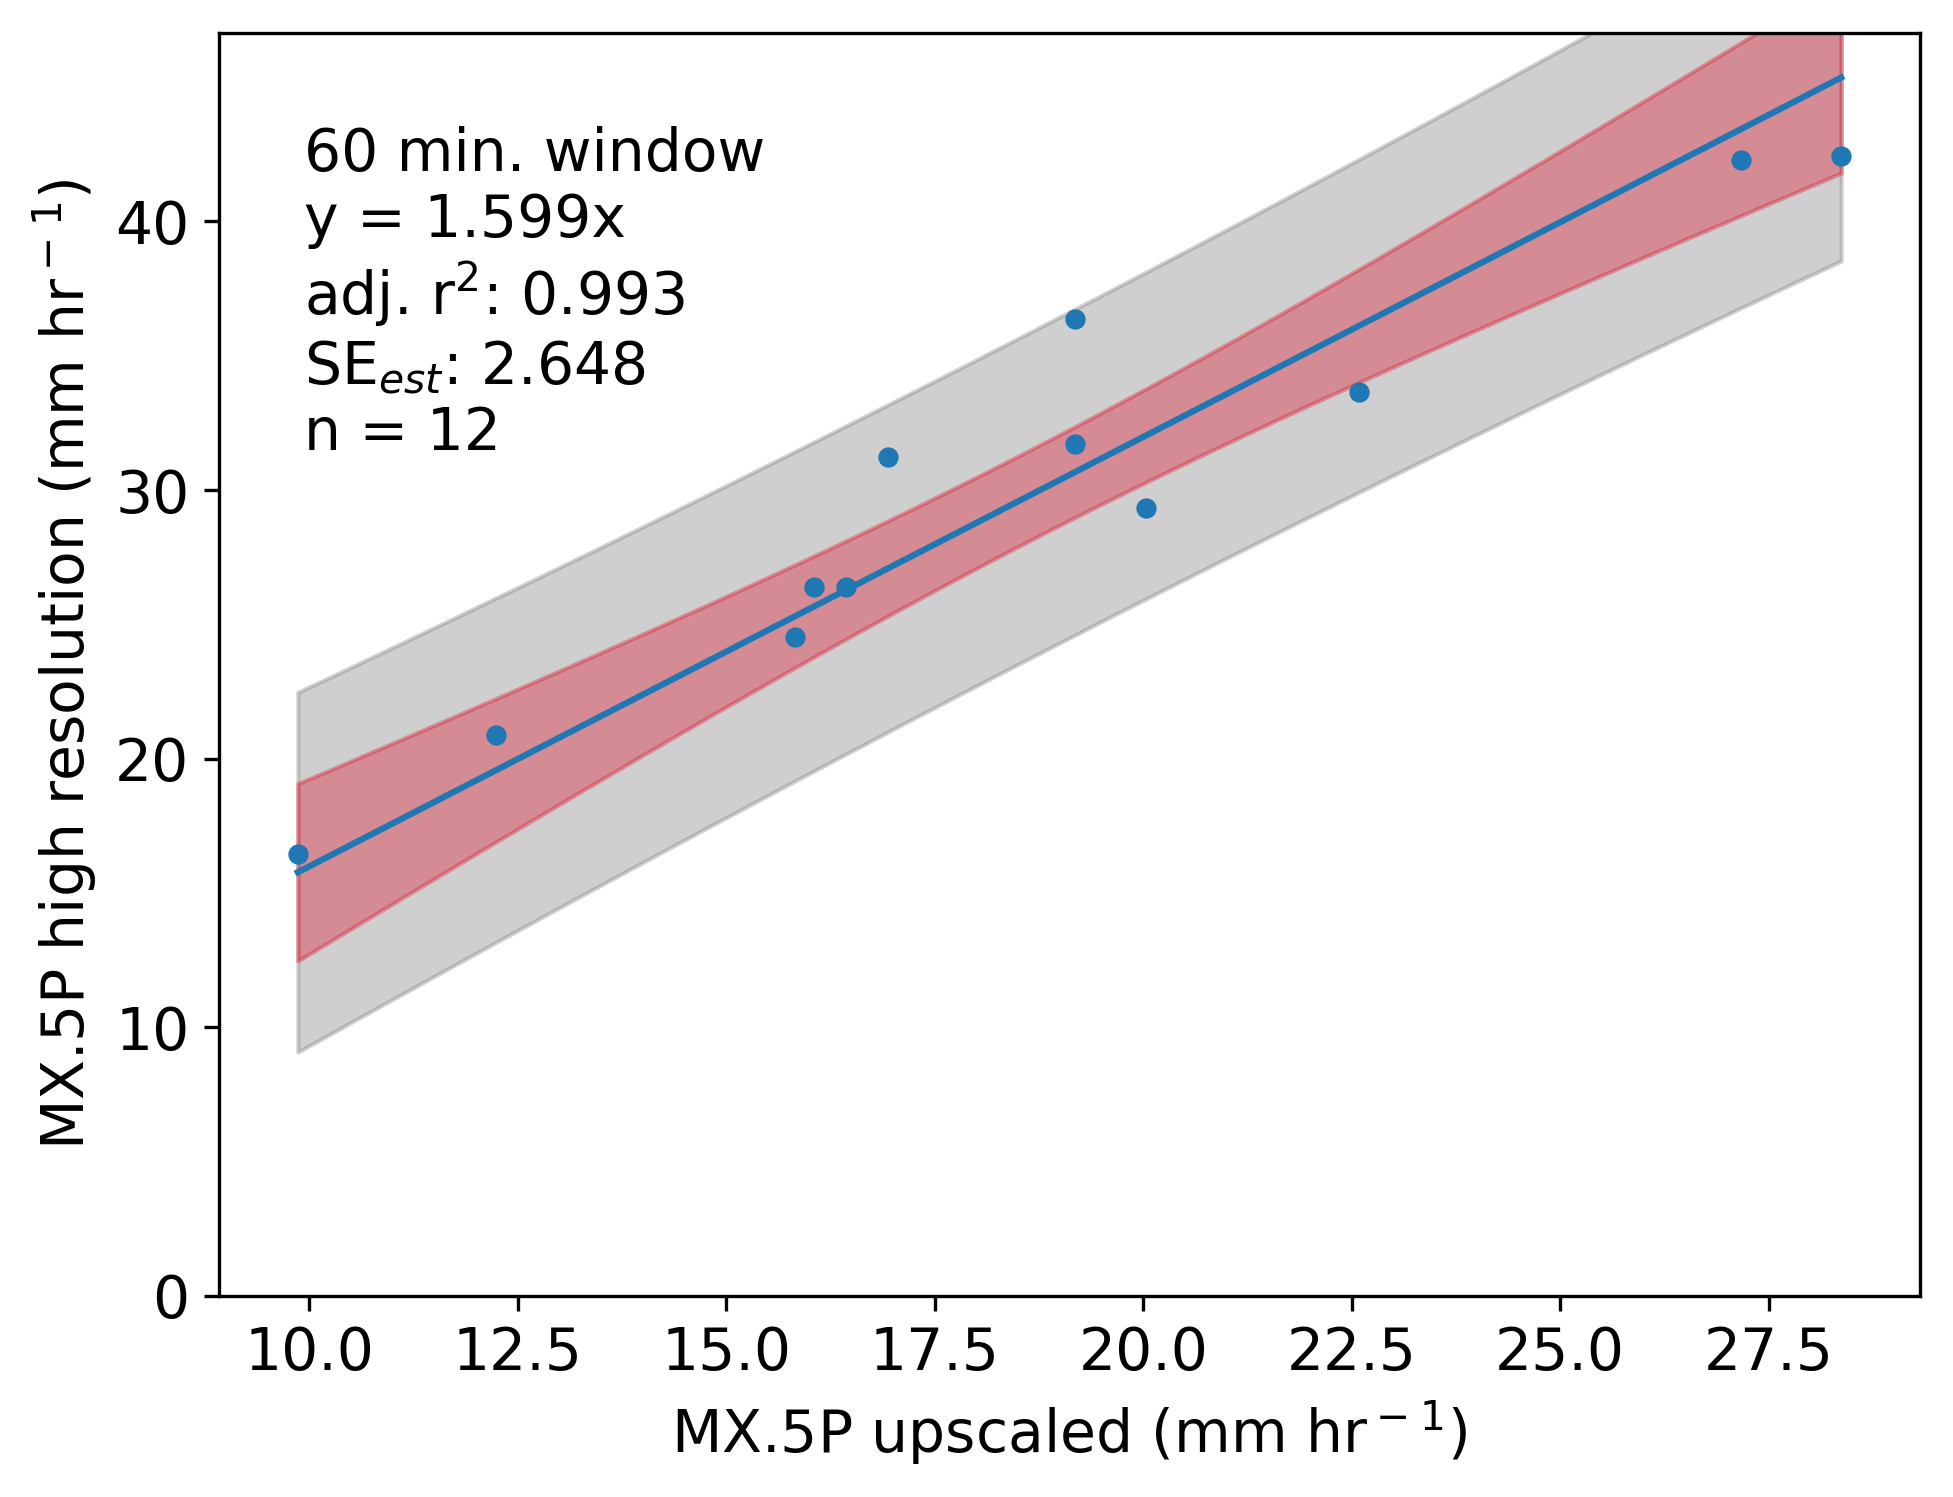 60 min. window
y = 1.599x
adj. r²: 0.993
SEest: 2.648
n = 12
MX.5P high resolution (mm hr⁻¹)
40
30
20
10
0
10.0 12.5 15.0 17.5 20.0 22.5 25.0 27.5
MX.5P upscaled (mm hr⁻¹)